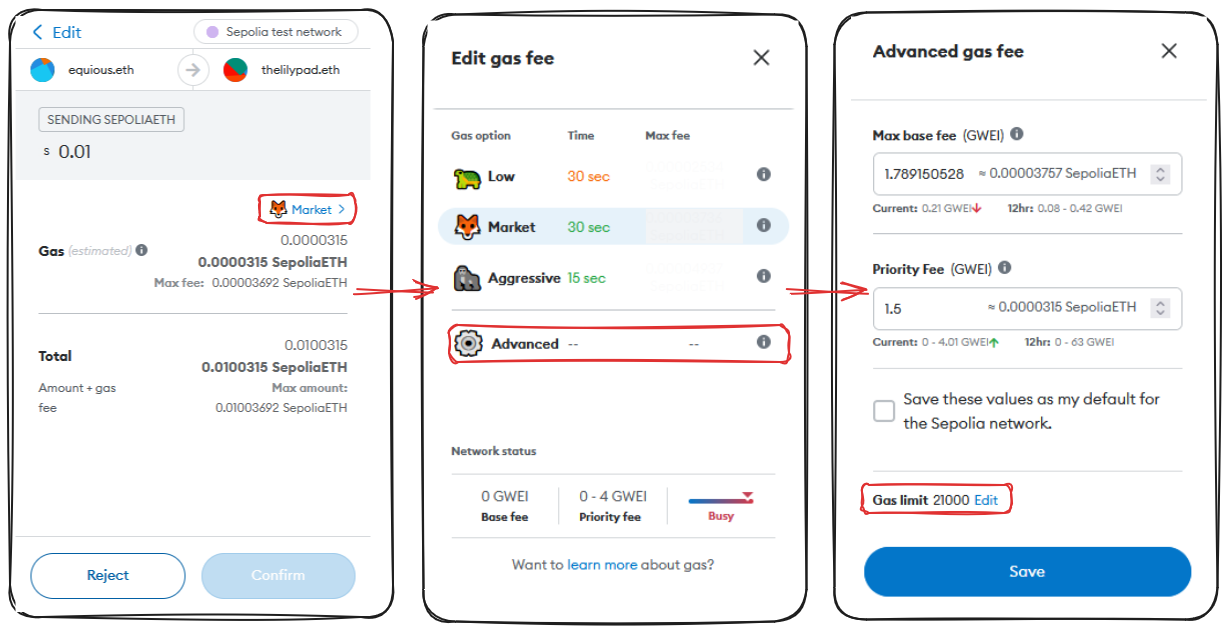 Edit
Sepolia test network
equious.eth
thelilypad.eth
SENDING SEPOLIAETH
S 0.01
Market >
0.0000315
Gas (estimated)
0.0000315 SepoliaETH
Max fee: 0.00003692 SepoliaETH
0.0100315
Total
0.0100315 SepoliaETH
Amount + gas
fee
Max amount:
0.01003692 SepoliaETH
Reject
Confirm
Edit gas fee
Gas option Time Max fee
Low 30 sec
Market 30 sec
Aggressive 15 sec
Advanced -- --
Network status
0 GWEI
Base fee
0 - 4 GWEI
Priority fee
Busy
Want to learn more about gas?
Advanced gas fee
Max base fee (GWEI)
1.789150528 ≈ 0.00003757 SepoliaETH
Current: 0.21 GWEI 12hr: 0.08 - 0.42 GWEI
Priority Fee (GWEI)
1.5 ≈ 0.0000315 SepoliaETH
Current: 0 - 4.01 GWEI 12hr: 0 - 63 GWEI
Save these values as my default for
the Sepolia network.
Gas limit 21000 Edit
Save